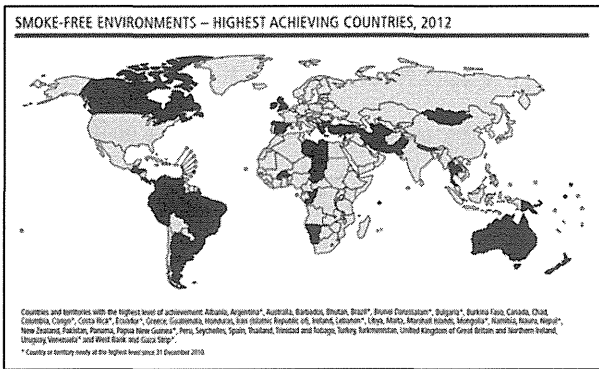 SMOKE-FREE ENVIRONMENTS – HIGHEST ACHIEVING COUNTRIES, 2012
Countries and territories with the highest level of achievement: Albania, Argentina*, Australia, Barbados, Bhutan, Brazil*, Brunei Darussalam*, Bulgaria*, Burkina Faso, Canada, Chad,
Colombia, Congo*, Costa Rica*, Ecuador*, Greece, Guatemala, Honduras, Iran (Islamic Republic of), Ireland, Lebanon*, Libya, Malta, Marshall Islands, Mongolia*, Namibia, Nauru, Nepal*,
New Zealand, Pakistan, Panama, Papua New Guinea*, Peru, Seychelles, Spain, Thailand, Trinidad and Tobago, Turkey, Turkmenistan, United Kingdom of Great Britain and Northern Ireland,
Uruguay, Venezuela* and West Bank and Gaza Strip*.
* Country or territory newly at the highest level since 31 December 2010.